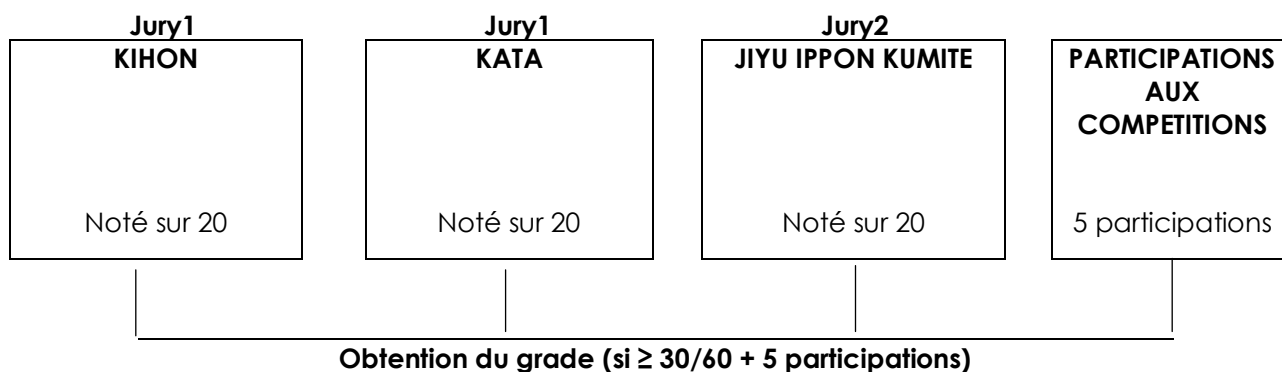 Jury1
KIHON
Noté sur 20
Jury1
KATA
Noté sur 20
Jury2
JIYU IPPON KUMITE
Noté sur 20
PARTICIPATIONS
AUX
COMPETITIONS
5 participations
Obtention du grade (si ≥ 30/60 + 5 participations)